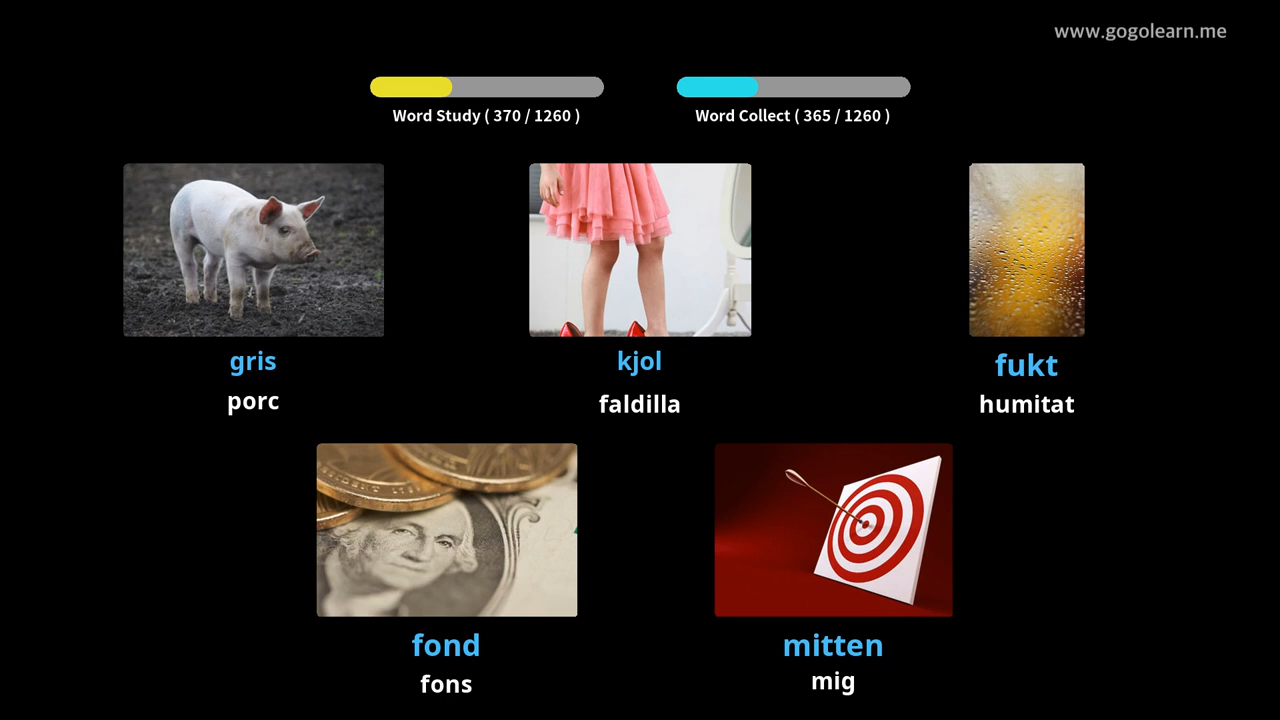 www.gogolearn.me
Word Study ( 370 / 1260 )
Word Collect ( 365 / 1260 )
gris
porc
kjol
faldilla
fukt
humitat
fond
fons
mitten
mig